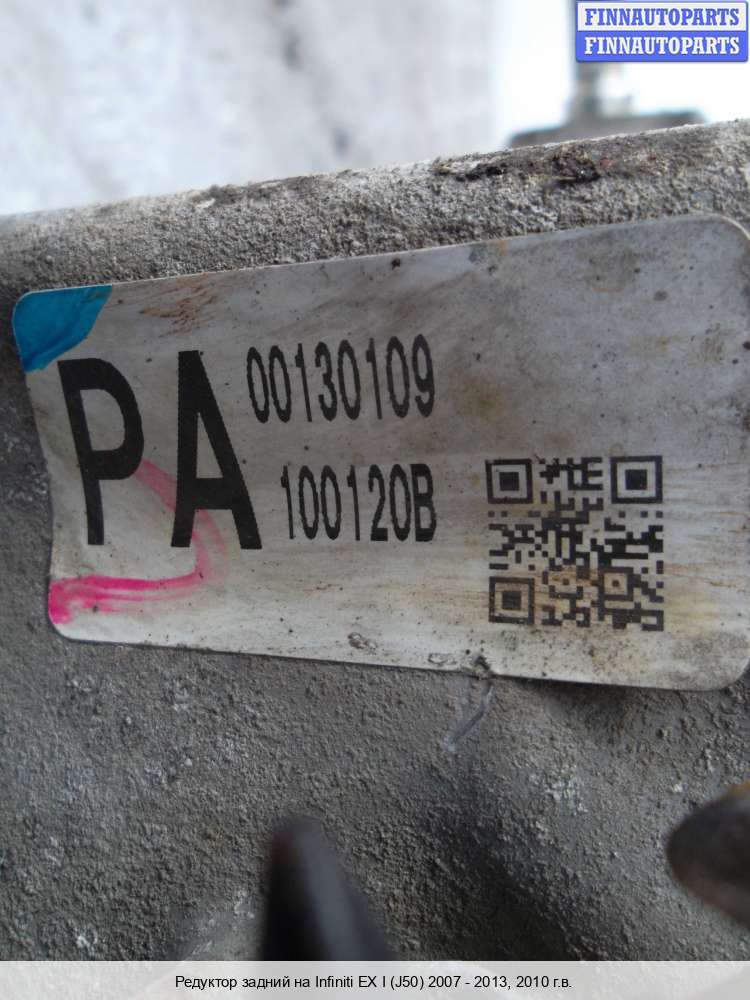 FINNAUTOPARTS
FINNAUTOPARTS
PA 00130109
100120B
Редуктор задний на Infiniti EX I (J50) 2007 - 2013, 2010 г.в.